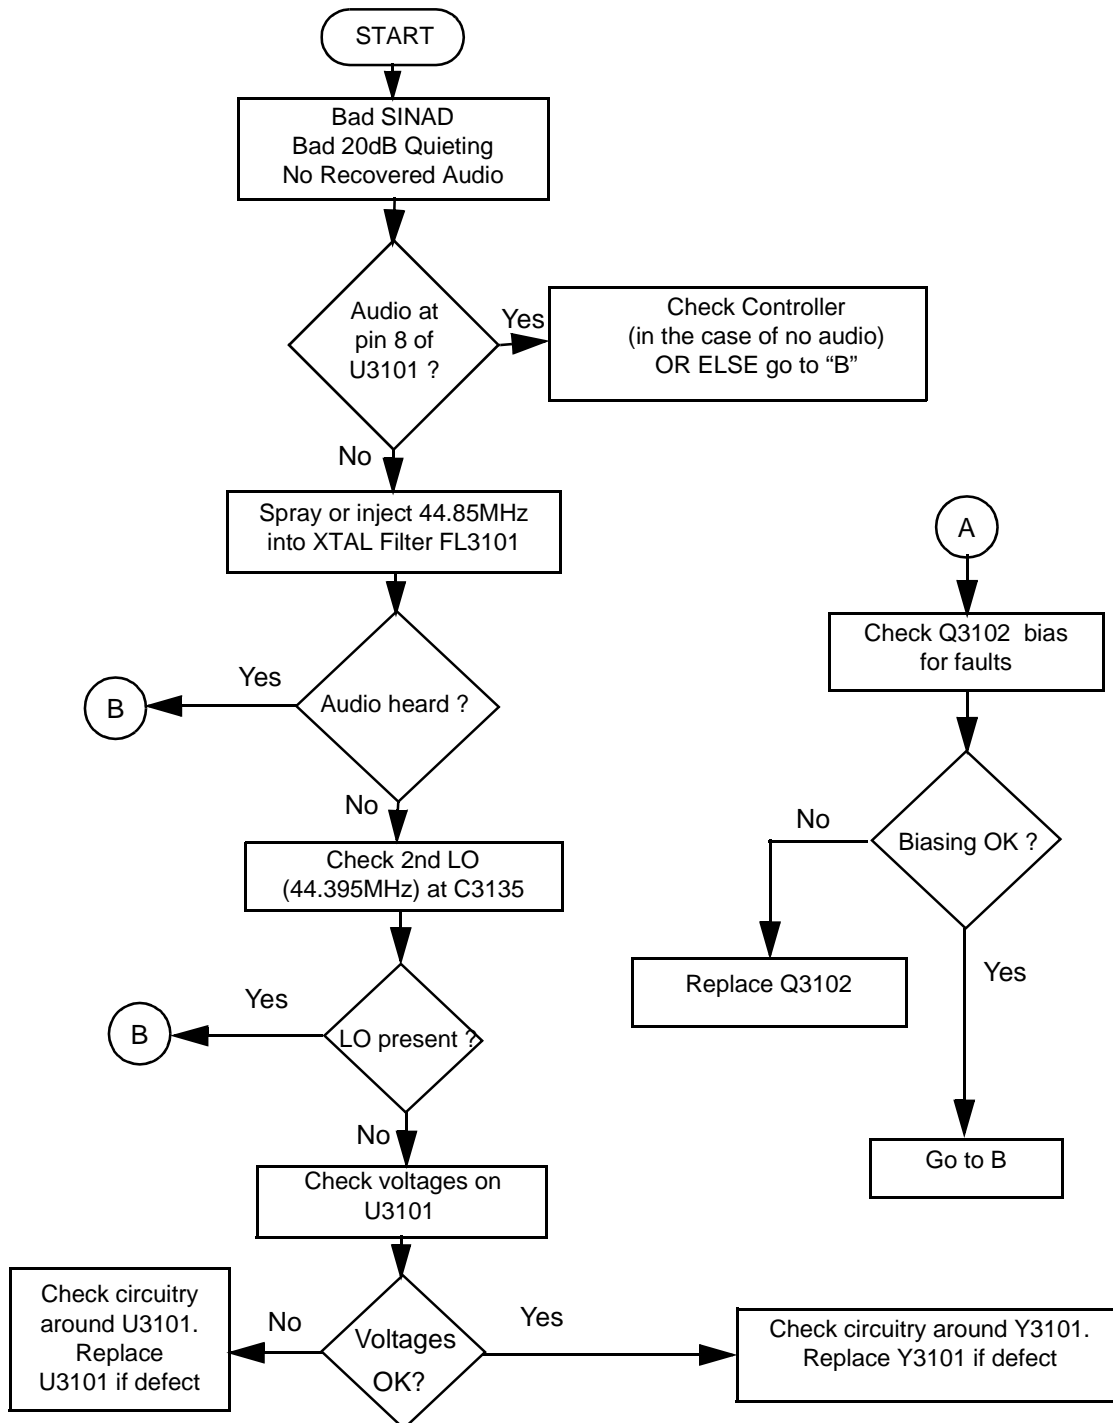 START
Bad SINAD
Bad 20dB Quieting
No Recovered Audio
Audio at
pin 8 of
U3101 ?
Yes
Check Controller
(in the case of no audio)
OR ELSE go to “B”
No
Spray or inject 44.85MHz
into XTAL Filter FL3101
A
Check Q3102 bias
for faults
Yes
B
Audio heard ?
No
Biasing OK ?
No
Check 2nd LO
(44.395MHz) at C3135
Replace Q3102
Yes
Yes
B
LO present ?
No
Go to B
Check voltages on
U3101
Check circuitry
around U3101.
Replace
U3101 if defect
No
Voltages
OK?
Yes
Check circuitry around Y3101.
Replace Y3101 if defect